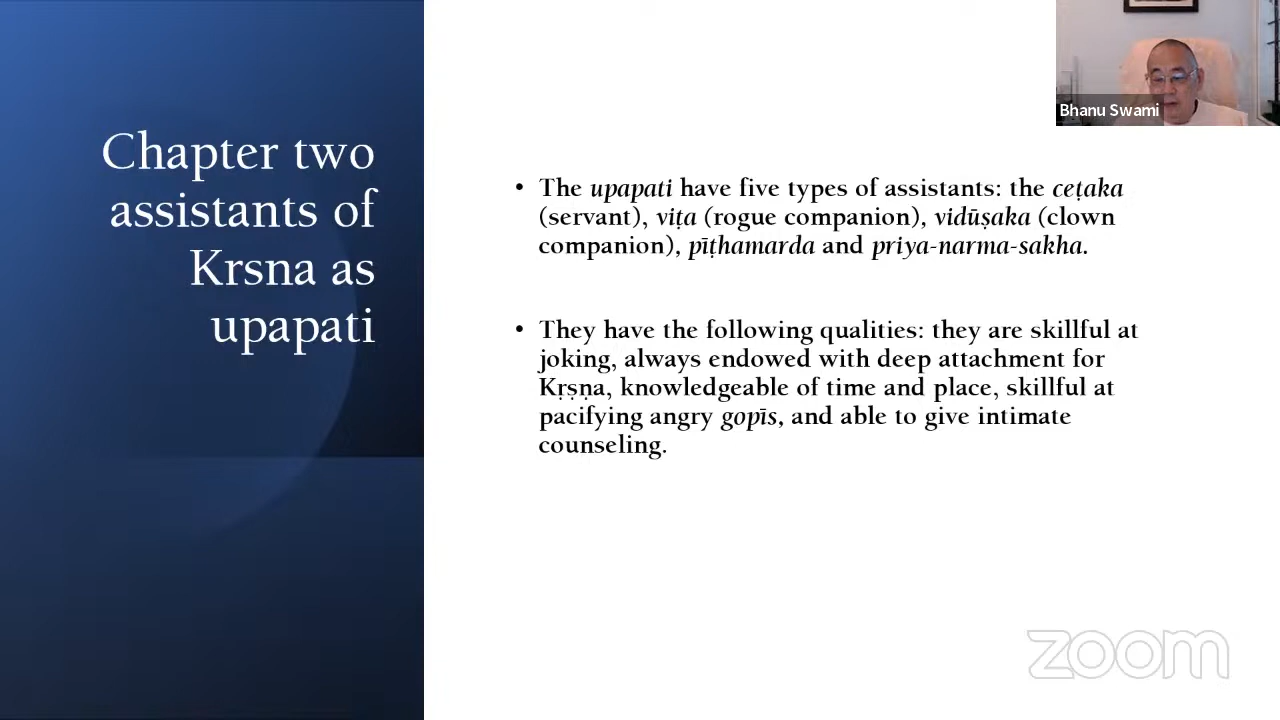 Chapter two
assistants of
Krsna as
upapati
• The upapati have five types of assistants: the ceṭaka
(servant), viṭa (rogue companion), vidūṣaka (clown
companion), pīṭhamarda and priya-narma-sakha.
• They have the following qualities: they are skillful at
joking, always endowed with deep attachment for
Kṛṣṇa, knowledgeable of time and place, skillful at
pacifying angry gopīs, and able to give intimate
counseling.
Bhanu Swami
zoom